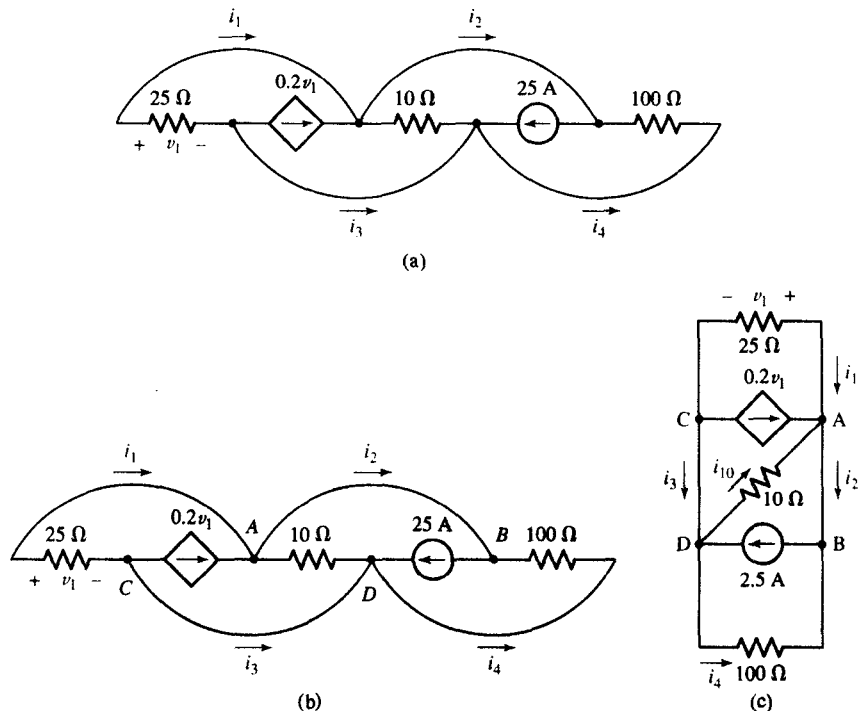 i₁ i₂
25 Ω 0.2v₁ 10 Ω 25 A 100 Ω
+ v₁ −
i₃ i₄
(a)
− v₁ +
25 Ω
0.2v₁ i₁
C A
i₃ i₁₀ 10 Ω i₂
D B
2.5 A
i₄ 100 Ω
(c)
i₁ i₂
25 Ω 0.2v₁ A 10 Ω 25 A B 100 Ω
+ v₁ − C D
i₃ i₄
(b)